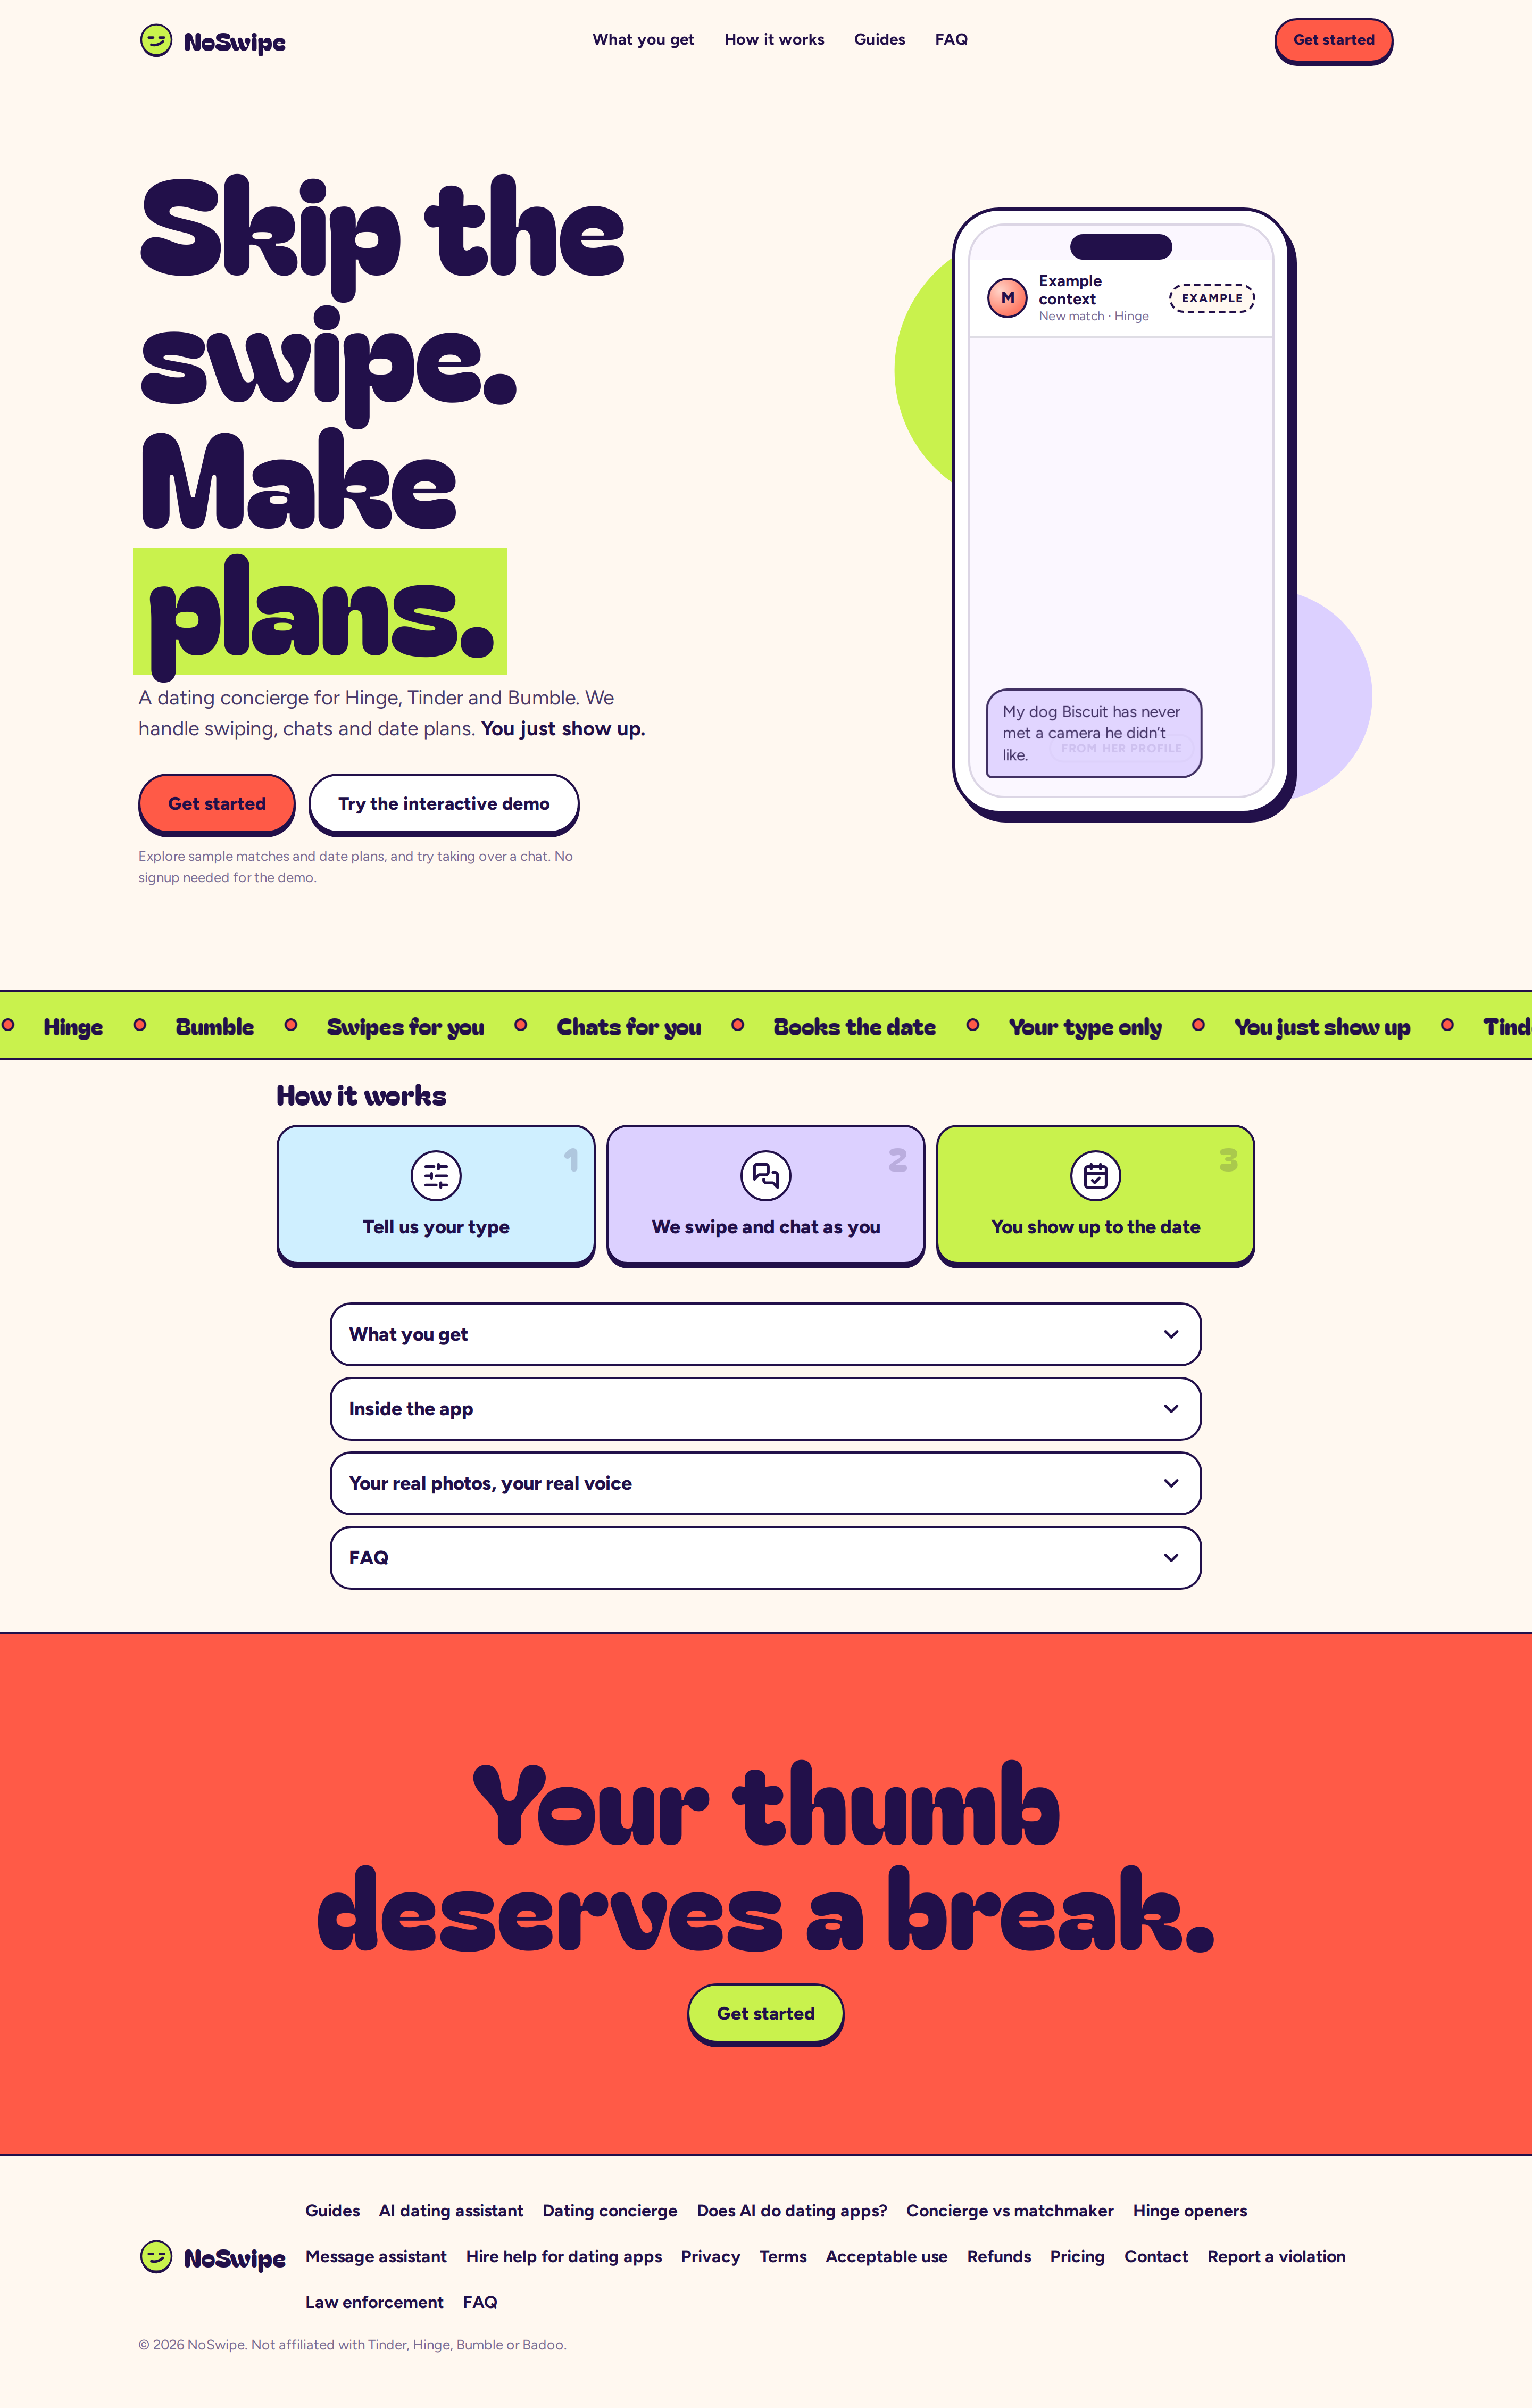 NoSwipe
What you get
How it works
Guides
FAQ
Get started
Skip the
swipe.
Make
plans.
A dating concierge for Hinge, Tinder and Bumble. We
handle swiping, chats and date plans. You just show up.
Get started
Try the interactive demo
Explore sample matches and date plans, and try taking over a chat. No
signup needed for the demo.
M
Example
context
New match · Hinge
EXAMPLE
My dog Biscuit has never
met a camera he didn’t
like.
FROM HER PROFILE
Hinge
Bumble
Swipes for you
Chats for you
Books the date
Your type only
You just show up
Tind
How it works
1
Tell us your type
2
We swipe and chat as you
3
You show up to the date
What you get
Inside the app
Your real photos, your real voice
FAQ
Your thumb
deserves a break.
Get started
NoSwipe
Guides AI dating assistant Dating concierge Does AI do dating apps? Concierge vs matchmaker Hinge openers
Message assistant Hire help for dating apps Privacy Terms Acceptable use Refunds Pricing Contact Report a violation
Law enforcement FAQ
© 2026 NoSwipe. Not affiliated with Tinder, Hinge, Bumble or Badoo.